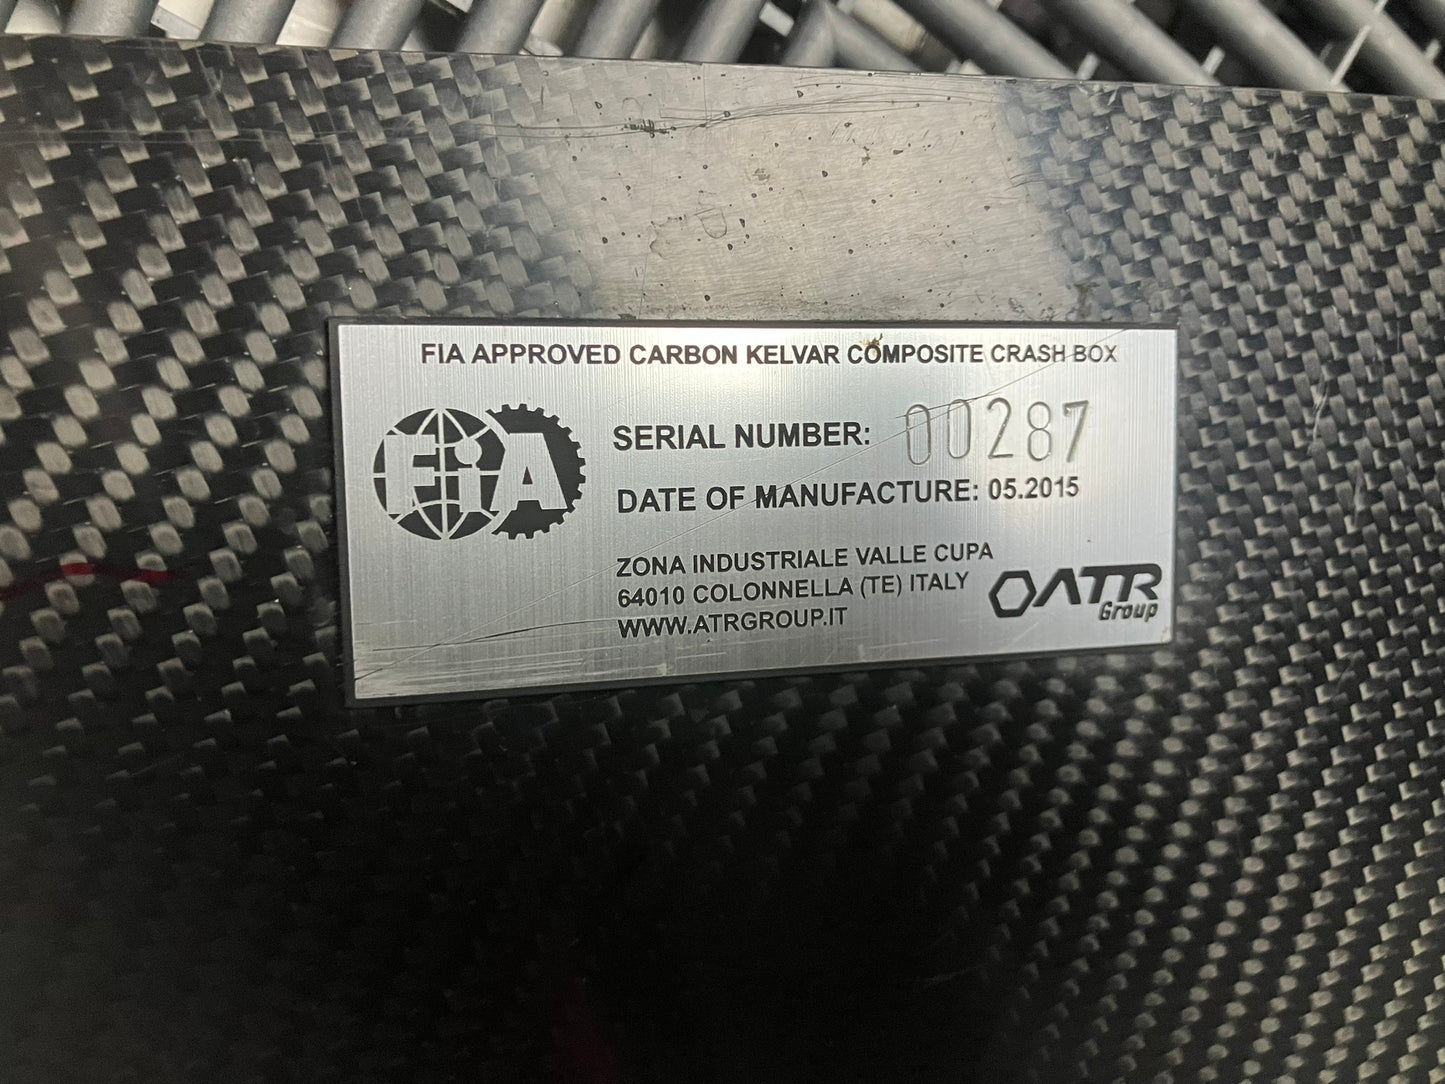 FIA APPROVED CARBON KELVAR COMPOSITE CRASH BOX
FiA
SERIAL NUMBER: 00287
DATE OF MANUFACTURE: 05.2015
ZONA INDUSTRIALE VALLE CUPA
64010 COLONNELLA (TE) ITALY
WWW.ATRGROUP.IT
ATR
Group